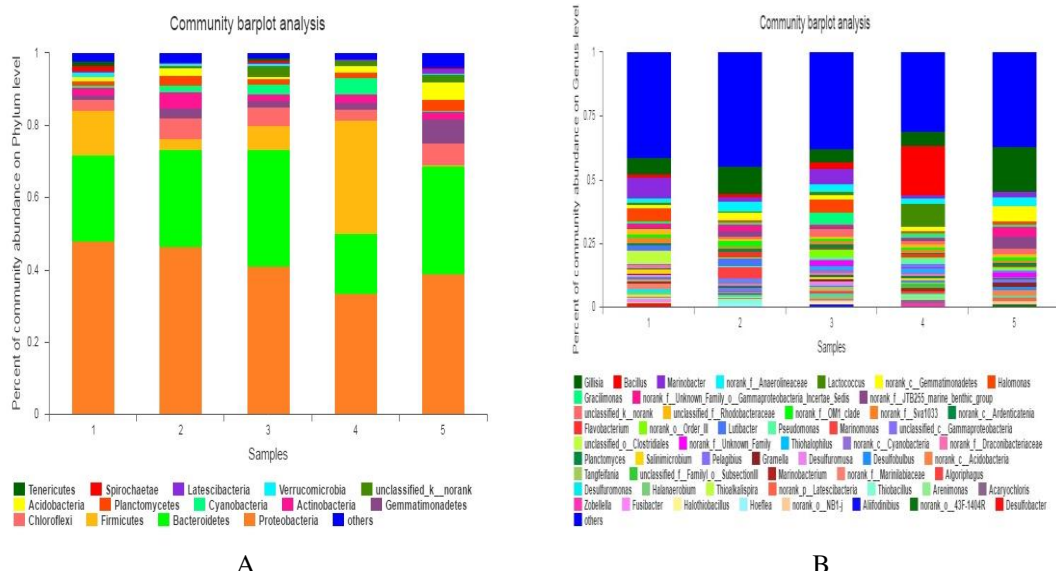 Community barplot analysis
Percent of community abundance on Phylum level
1
0.8
0.6
0.4
0.2
0
1 2 3 4 5
Samples
Tenericutes Spirochaetae Latescibacteria Verrucomicrobia unclassified_k__norank
Acidobacteria Planctomycetes Cyanobacteria Actinobacteria Gemmatimonadetes
Chloroflexi Firmicutes Bacteroidetes Proteobacteria others
A
Community barplot analysis
Percent of community abundance on Genus level
1
0.75
0.5
0.25
0
1 2 3 4 5
Samples
Gillisia Bacillus Marinobacter norank_f__Anaerolineaceae Lactococcus norank_c__Gemmatimonadetes Halomonas
Gracilimonas norank_f__Unknown_Family_o__Gammaproteobacteria_Incertae_Sedis norank_f__JTB255_marine_benthic_group
unclassified_k__norank unclassified_f__Rhodobacteraceae norank_f__OM1_clade norank_f__Sva1033 norank_c__Ardenticatenia
Flavobacterium norank_o__Order_III Lutibacter Pseudomonas Marinomonas unclassified_c__Gammaproteobacteria
unclassified_o__Clostridiales norank_f__Unknown_Family Thiohalophilus norank_c__Cyanobacteria norank_f__Draconibacteriaceae
Planctomyces Salinimicrobium Pelagibius Gramella Desulfuromusa Desulfobulbus norank_c__Acidobacteria
Tangfeifania unclassified_f__FamilyI_o__SubsectionIII Marinobacterium norank_f__Marinilabiaceae Algoriphagus
Desulfuromonas Halanaerobium Thioalkalispira norank_p__Latescibacteria Thiobacillus Arenimonas Acaryochloris
Zobellella Fusibacter Halothiobacillus Hoeflea norank_o__NB1-j Aliifodinibius norank_o__43F-1404R Desulfobacter
others
B